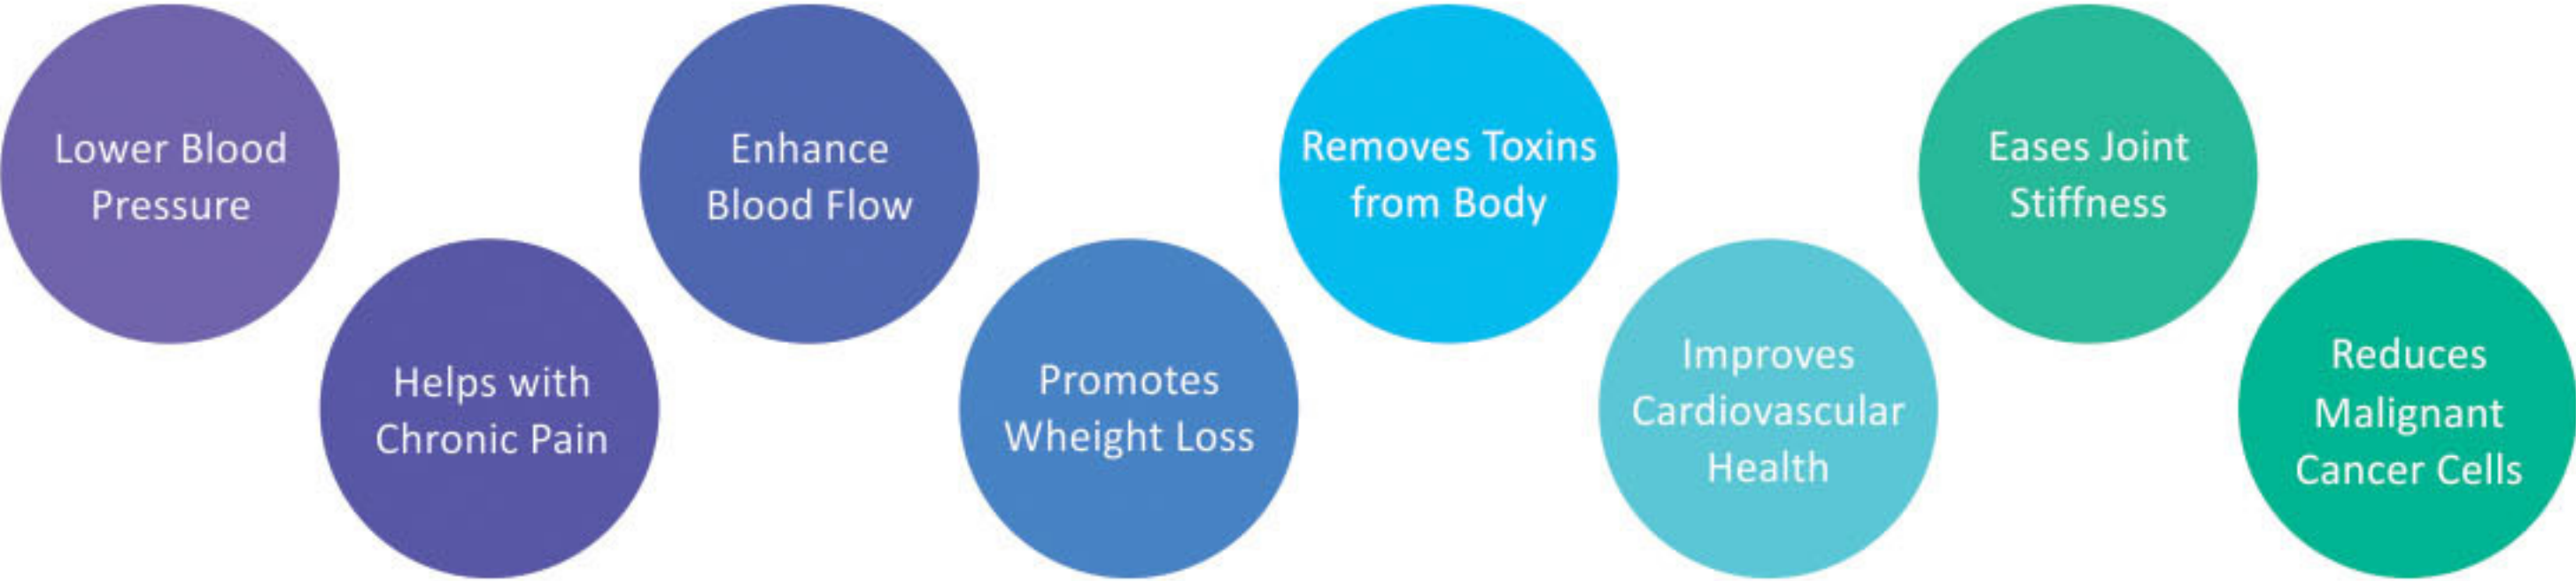 Lower Blood
Pressure
Helps with
Chronic Pain
Enhance
Blood Flow
Promotes
Wheight Loss
Removes Toxins
from Body
Improves
Cardiovascular
Health
Eases Joint
Stiffness
Reduces
Malignant
Cancer Cells